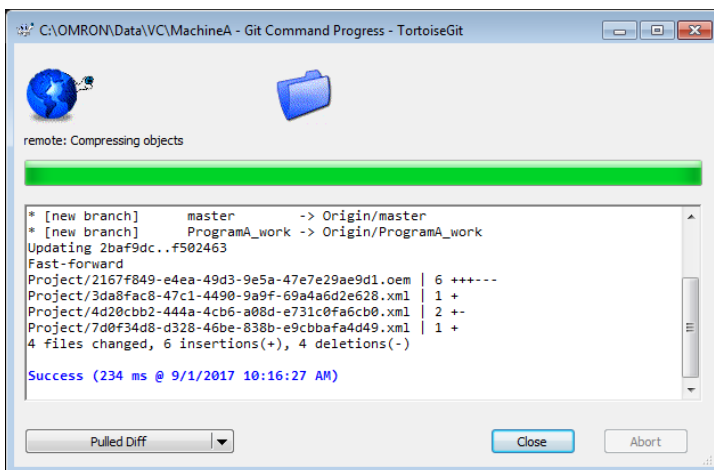 C:\OMRON\Data\VC\MachineA - Git Command Progress - TortoiseGit
remote: Compressing objects
* [new branch]      master         -> Origin/master
* [new branch]      ProgramA_work -> Origin/ProgramA_work
Updating 2baf9dc..f502463
Fast-forward
Project/2167f849-e4ea-49d3-9e5a-47e7e29ae9d1.oem | 6 +++---
Project/3da8fac8-47c1-4490-9a9f-69a4a6d2e628.xml | 1 +
Project/4d20cbb2-444a-4cb6-a08d-e731c0fa6cb0.xml | 2 +-
Project/7d0f34d8-d328-46be-838b-e9cbbafa4d49.xml | 1 +
4 files changed, 6 insertions(+), 4 deletions(-)
Success (234 ms @ 9/1/2017 10:16:27 AM)
Pulled Diff
Close
Abort